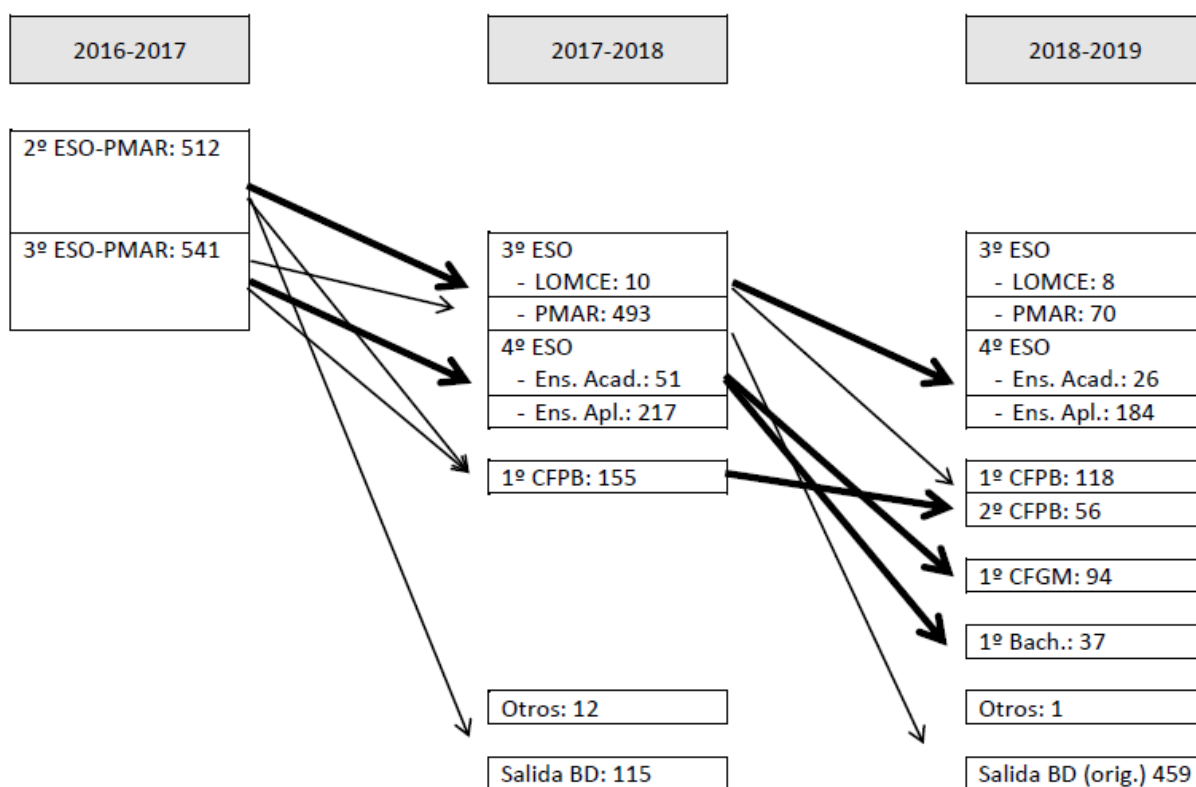 2016-2017
2017-2018
2018-2019
2º ESO-PMAR: 512
3º ESO-PMAR: 541
3º ESO
- LOMCE: 10
- PMAR: 493
4º ESO
- Ens. Acad.: 51
- Ens. Apl.: 217
1º CFPB: 155
Otros: 12
Salida BD: 115
3º ESO
- LOMCE: 8
- PMAR: 70
4º ESO
- Ens. Acad.: 26
- Ens. Apl.: 184
1º CFPB: 118
2º CFPB: 56
1º CFGM: 94
1º Bach.: 37
Otros: 1
Salida BD (orig.) 459